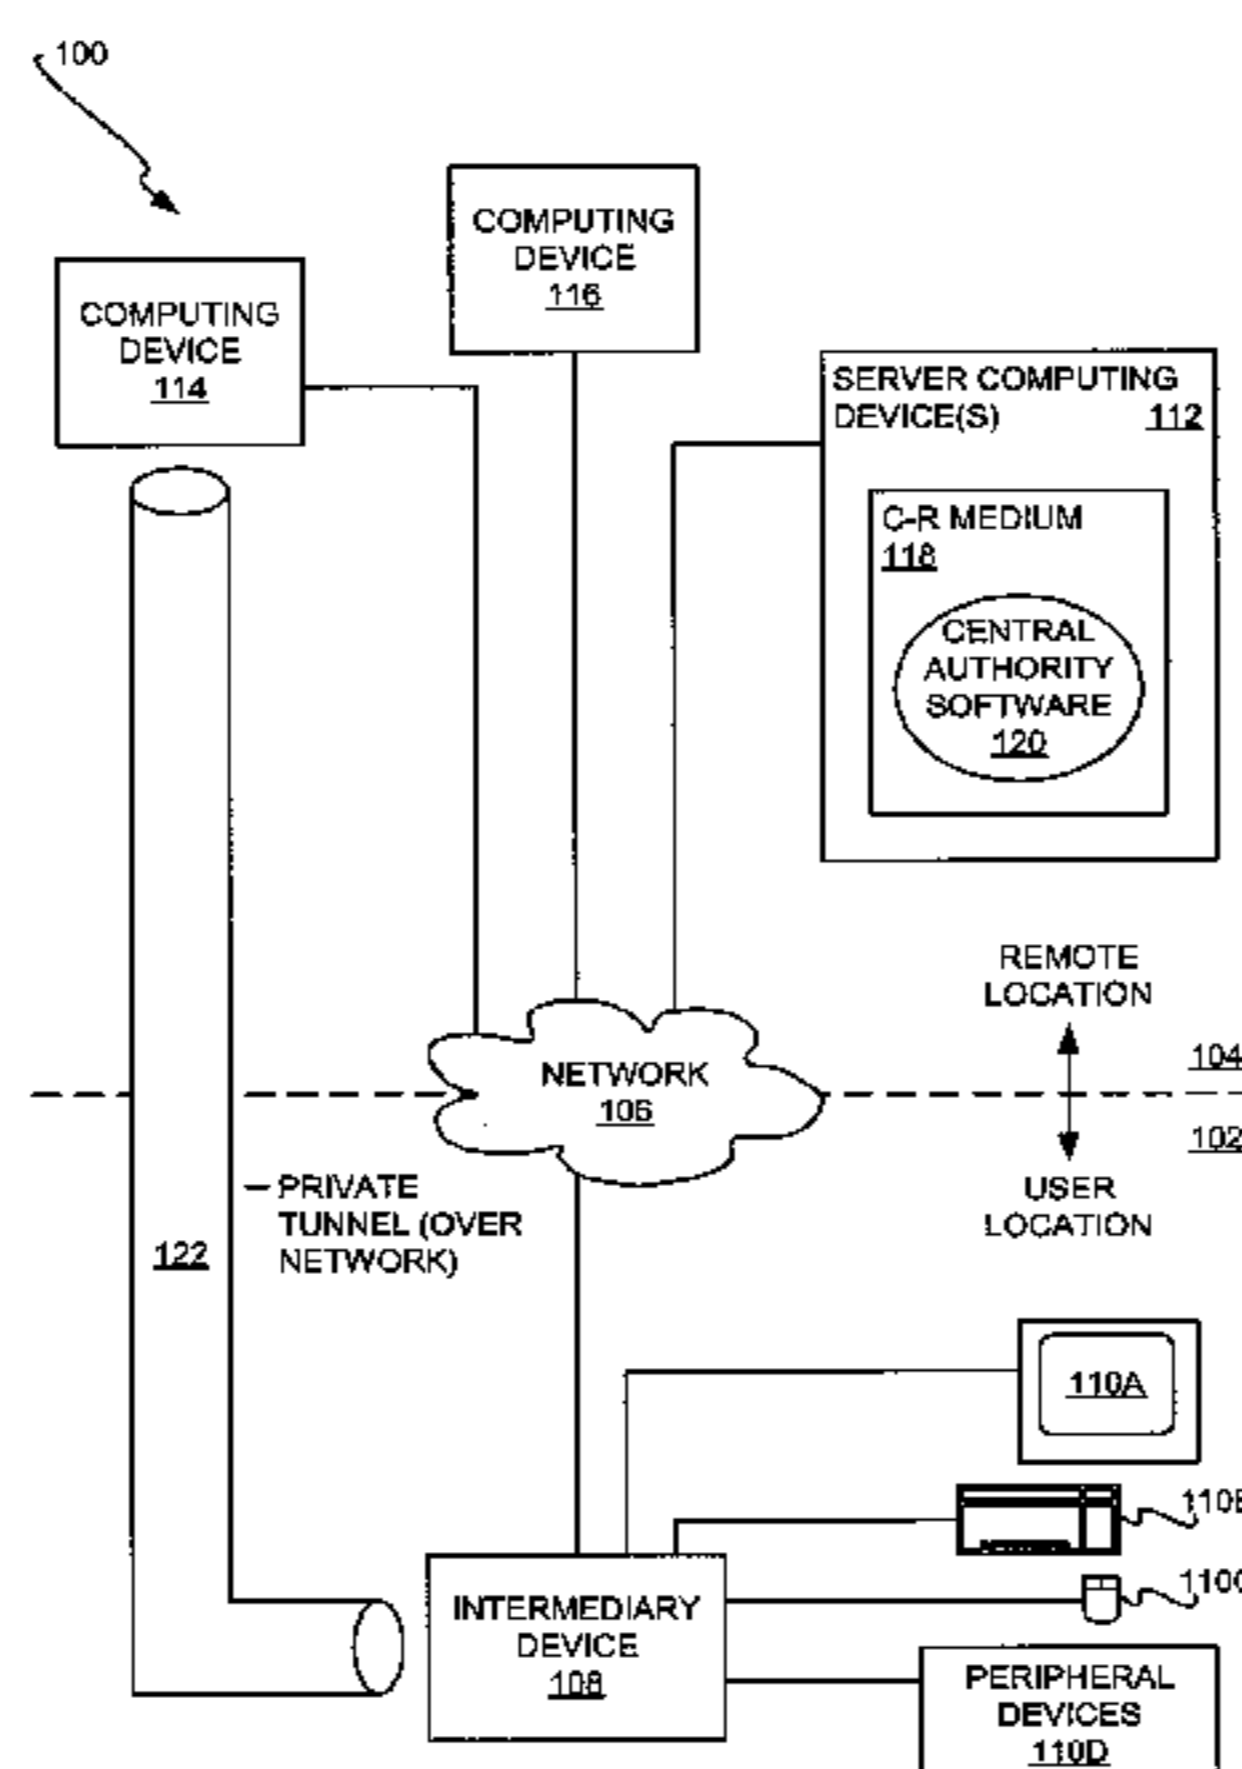 100
COMPUTING
DEVICE
116
COMPUTING
DEVICE
114
SERVER COMPUTING
DEVICE(S) 112
C-R MEDIUM
118
CENTRAL
AUTHORITY
SOFTWARE
120
REMOTE
LOCATION
104
NETWORK
106
102
USER
LOCATION
PRIVATE
TUNNEL (OVER
NETWORK)
122
110A
INTERMEDIARY
DEVICE
108
PERIPHERAL
DEVICES
110D